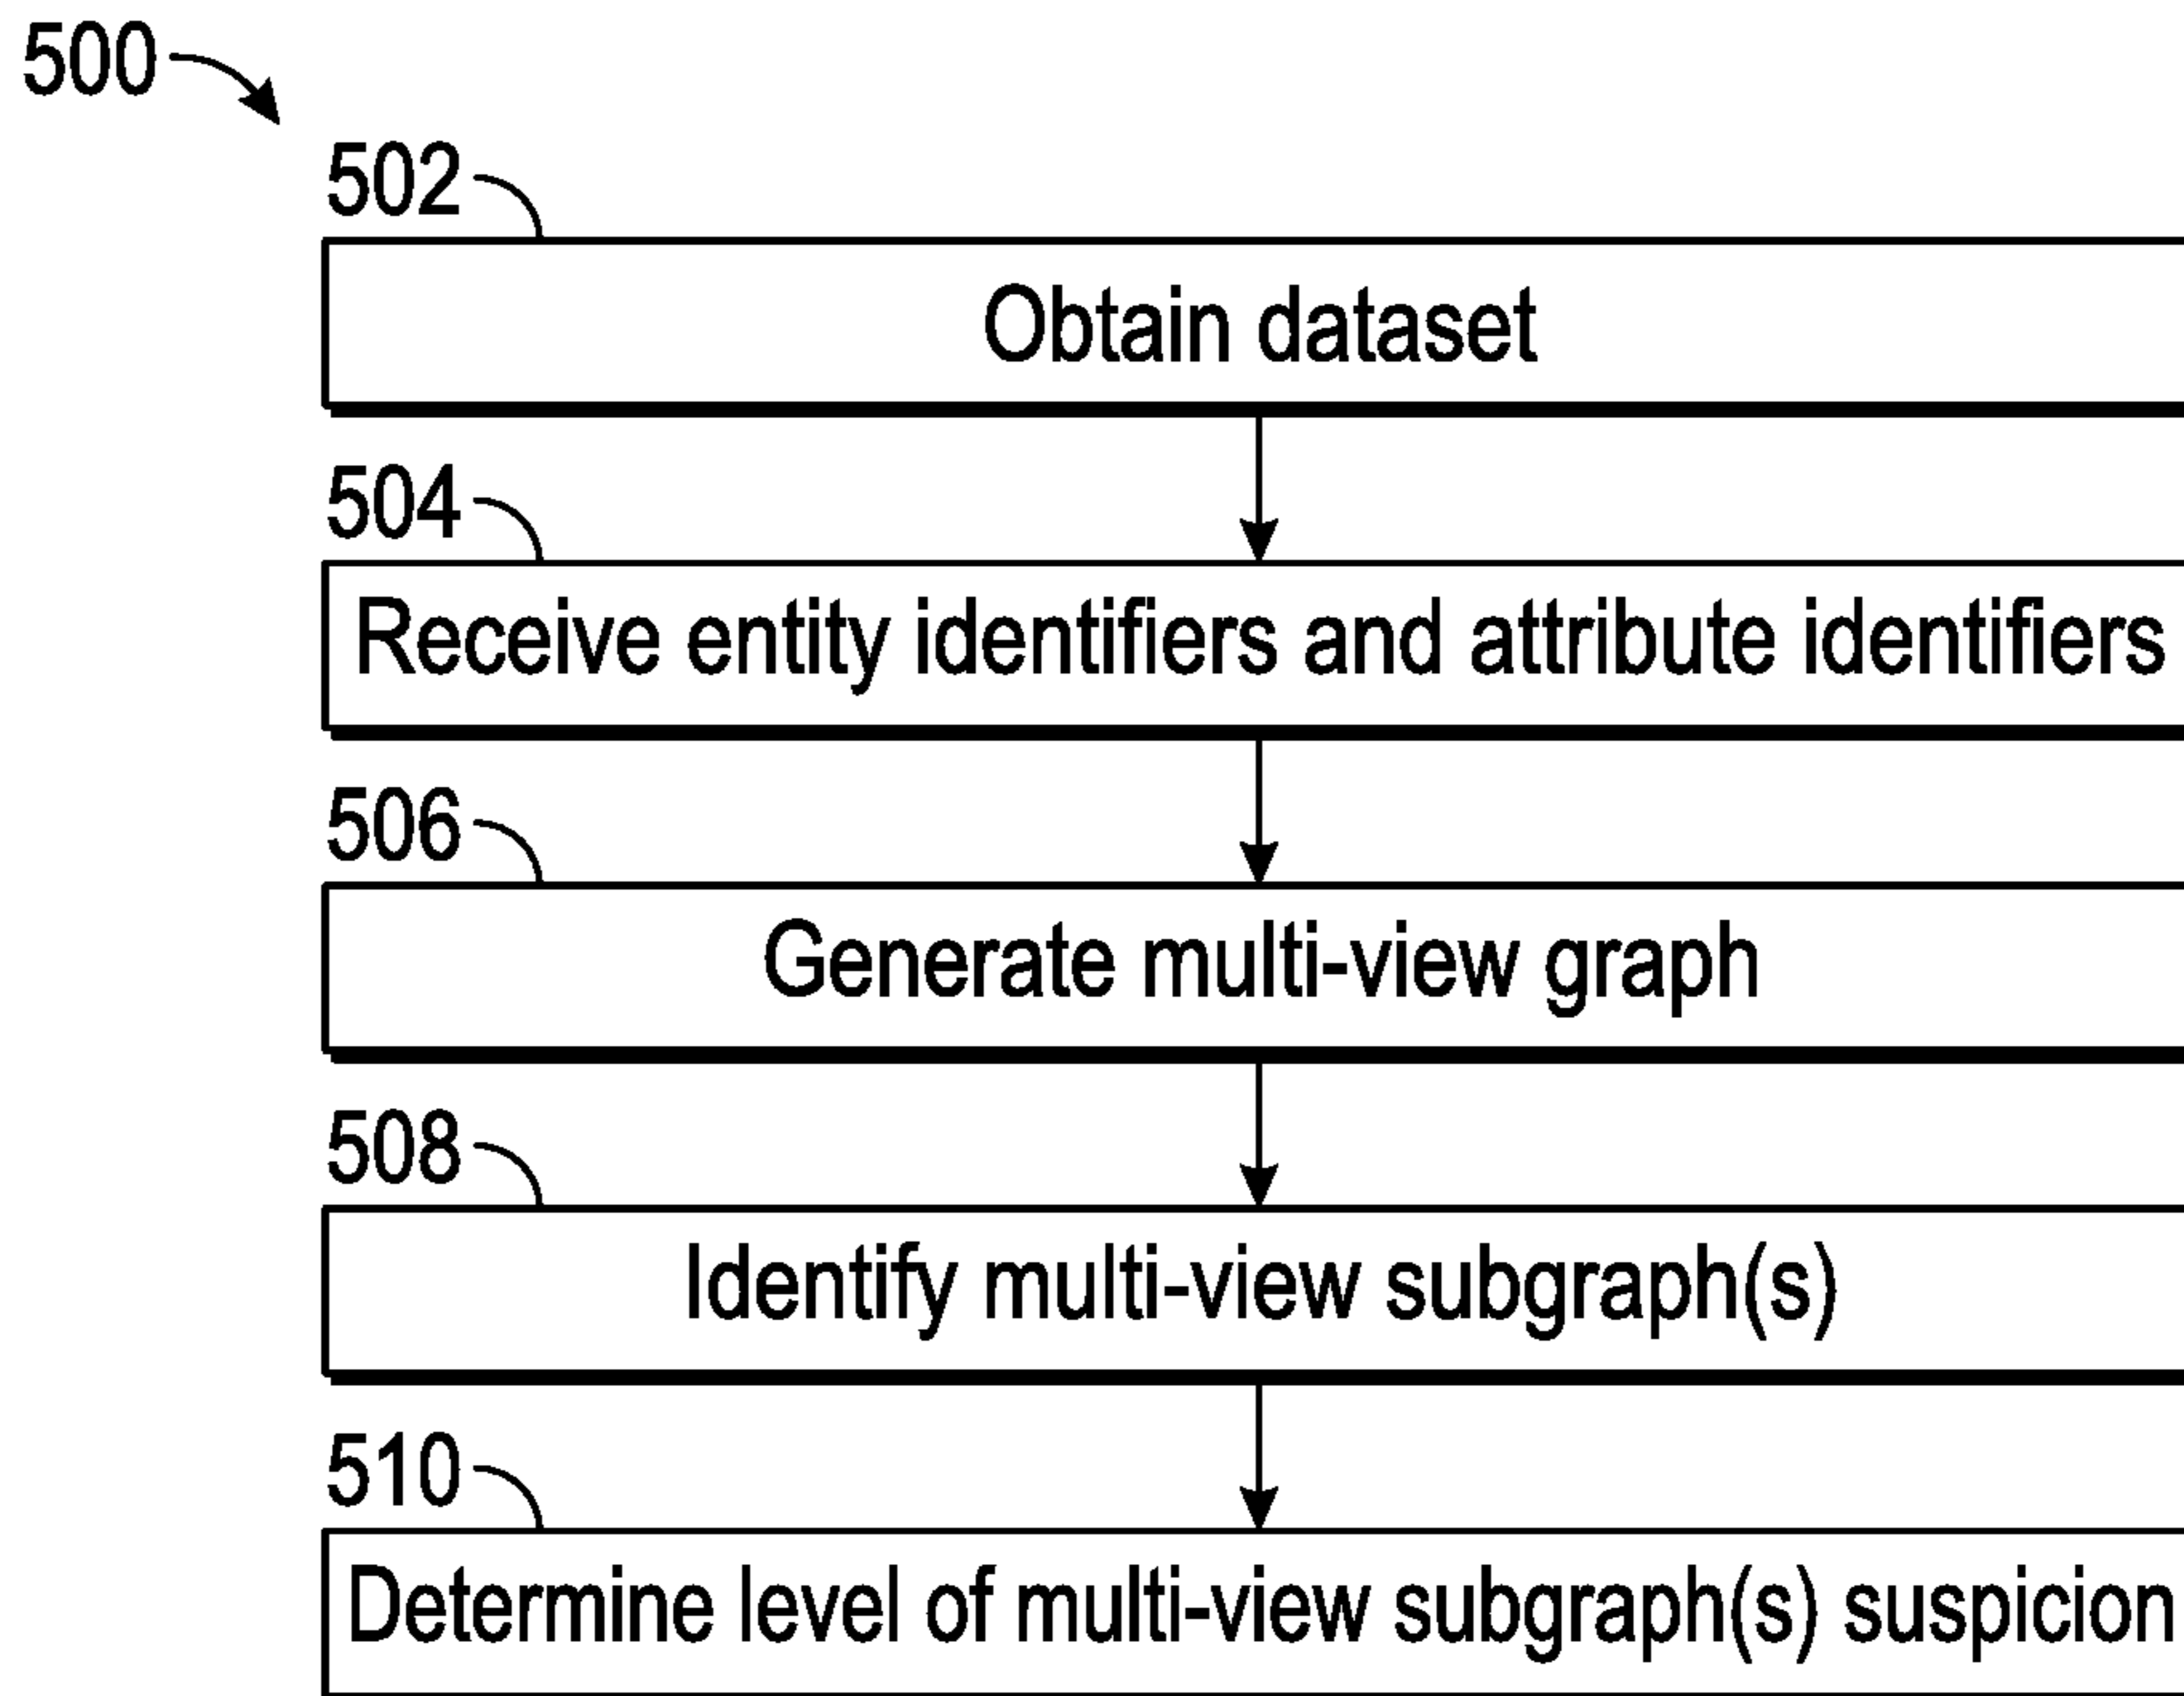 500
502
Obtain dataset
504
Receive entity identifiers and attribute identifiers
506
Generate multi-view graph
508
Identify multi-view subgraph(s)
510
Determine level of multi-view subgraph(s) suspicion